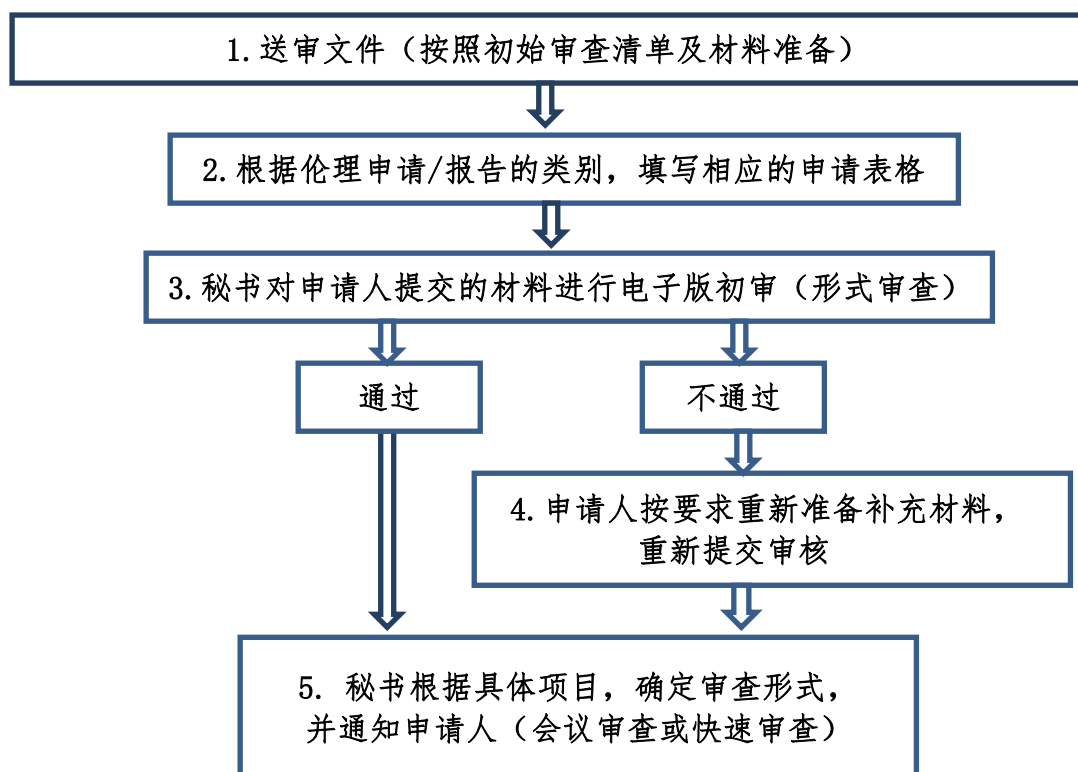 1.送审文件（按照初始审查清单及材料准备）
2.根据伦理申请/报告的类别，填写相应的申请表格
3.秘书对申请人提交的材料进行电子版初审（形式审查）
通过
不通过
4.申请人按要求重新准备补充材料，
重新提交审核
5. 秘书根据具体项目，确定审查形式，
并通知申请人（会议审查或快速审查）